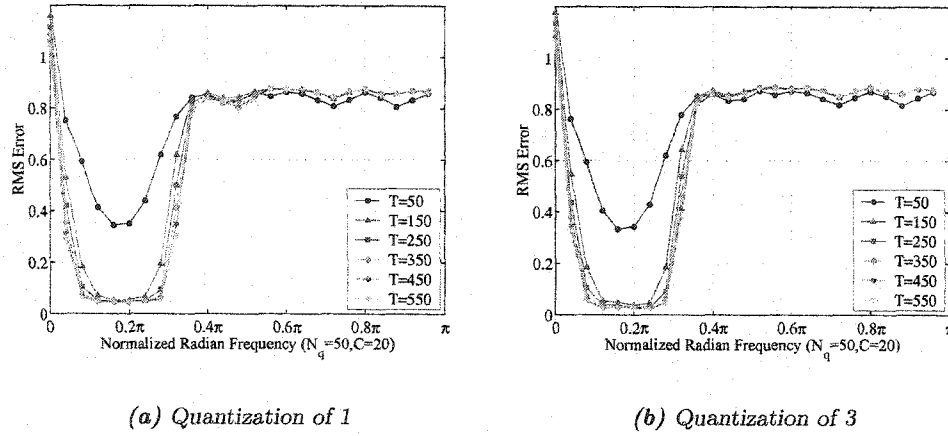 1
0.8
0.6
0.4
0.2
0
RMS Error
T=50
T=150
T=250
T=350
T=450
T=550
0 0.2π 0.4π 0.6π 0.8π π
Normalized Radian Frequency (N_q=50,C=20)
(a) Quantization of 1
1
0.8
0.6
0.4
0.2
0
RMS Error
T=50
T=150
T=250
T=350
T=450
T=550
0 0.2π 0.4π 0.6π 0.8π π
Normalized Radian Frequency (N_q=50,C=20)
(b) Quantization of 3